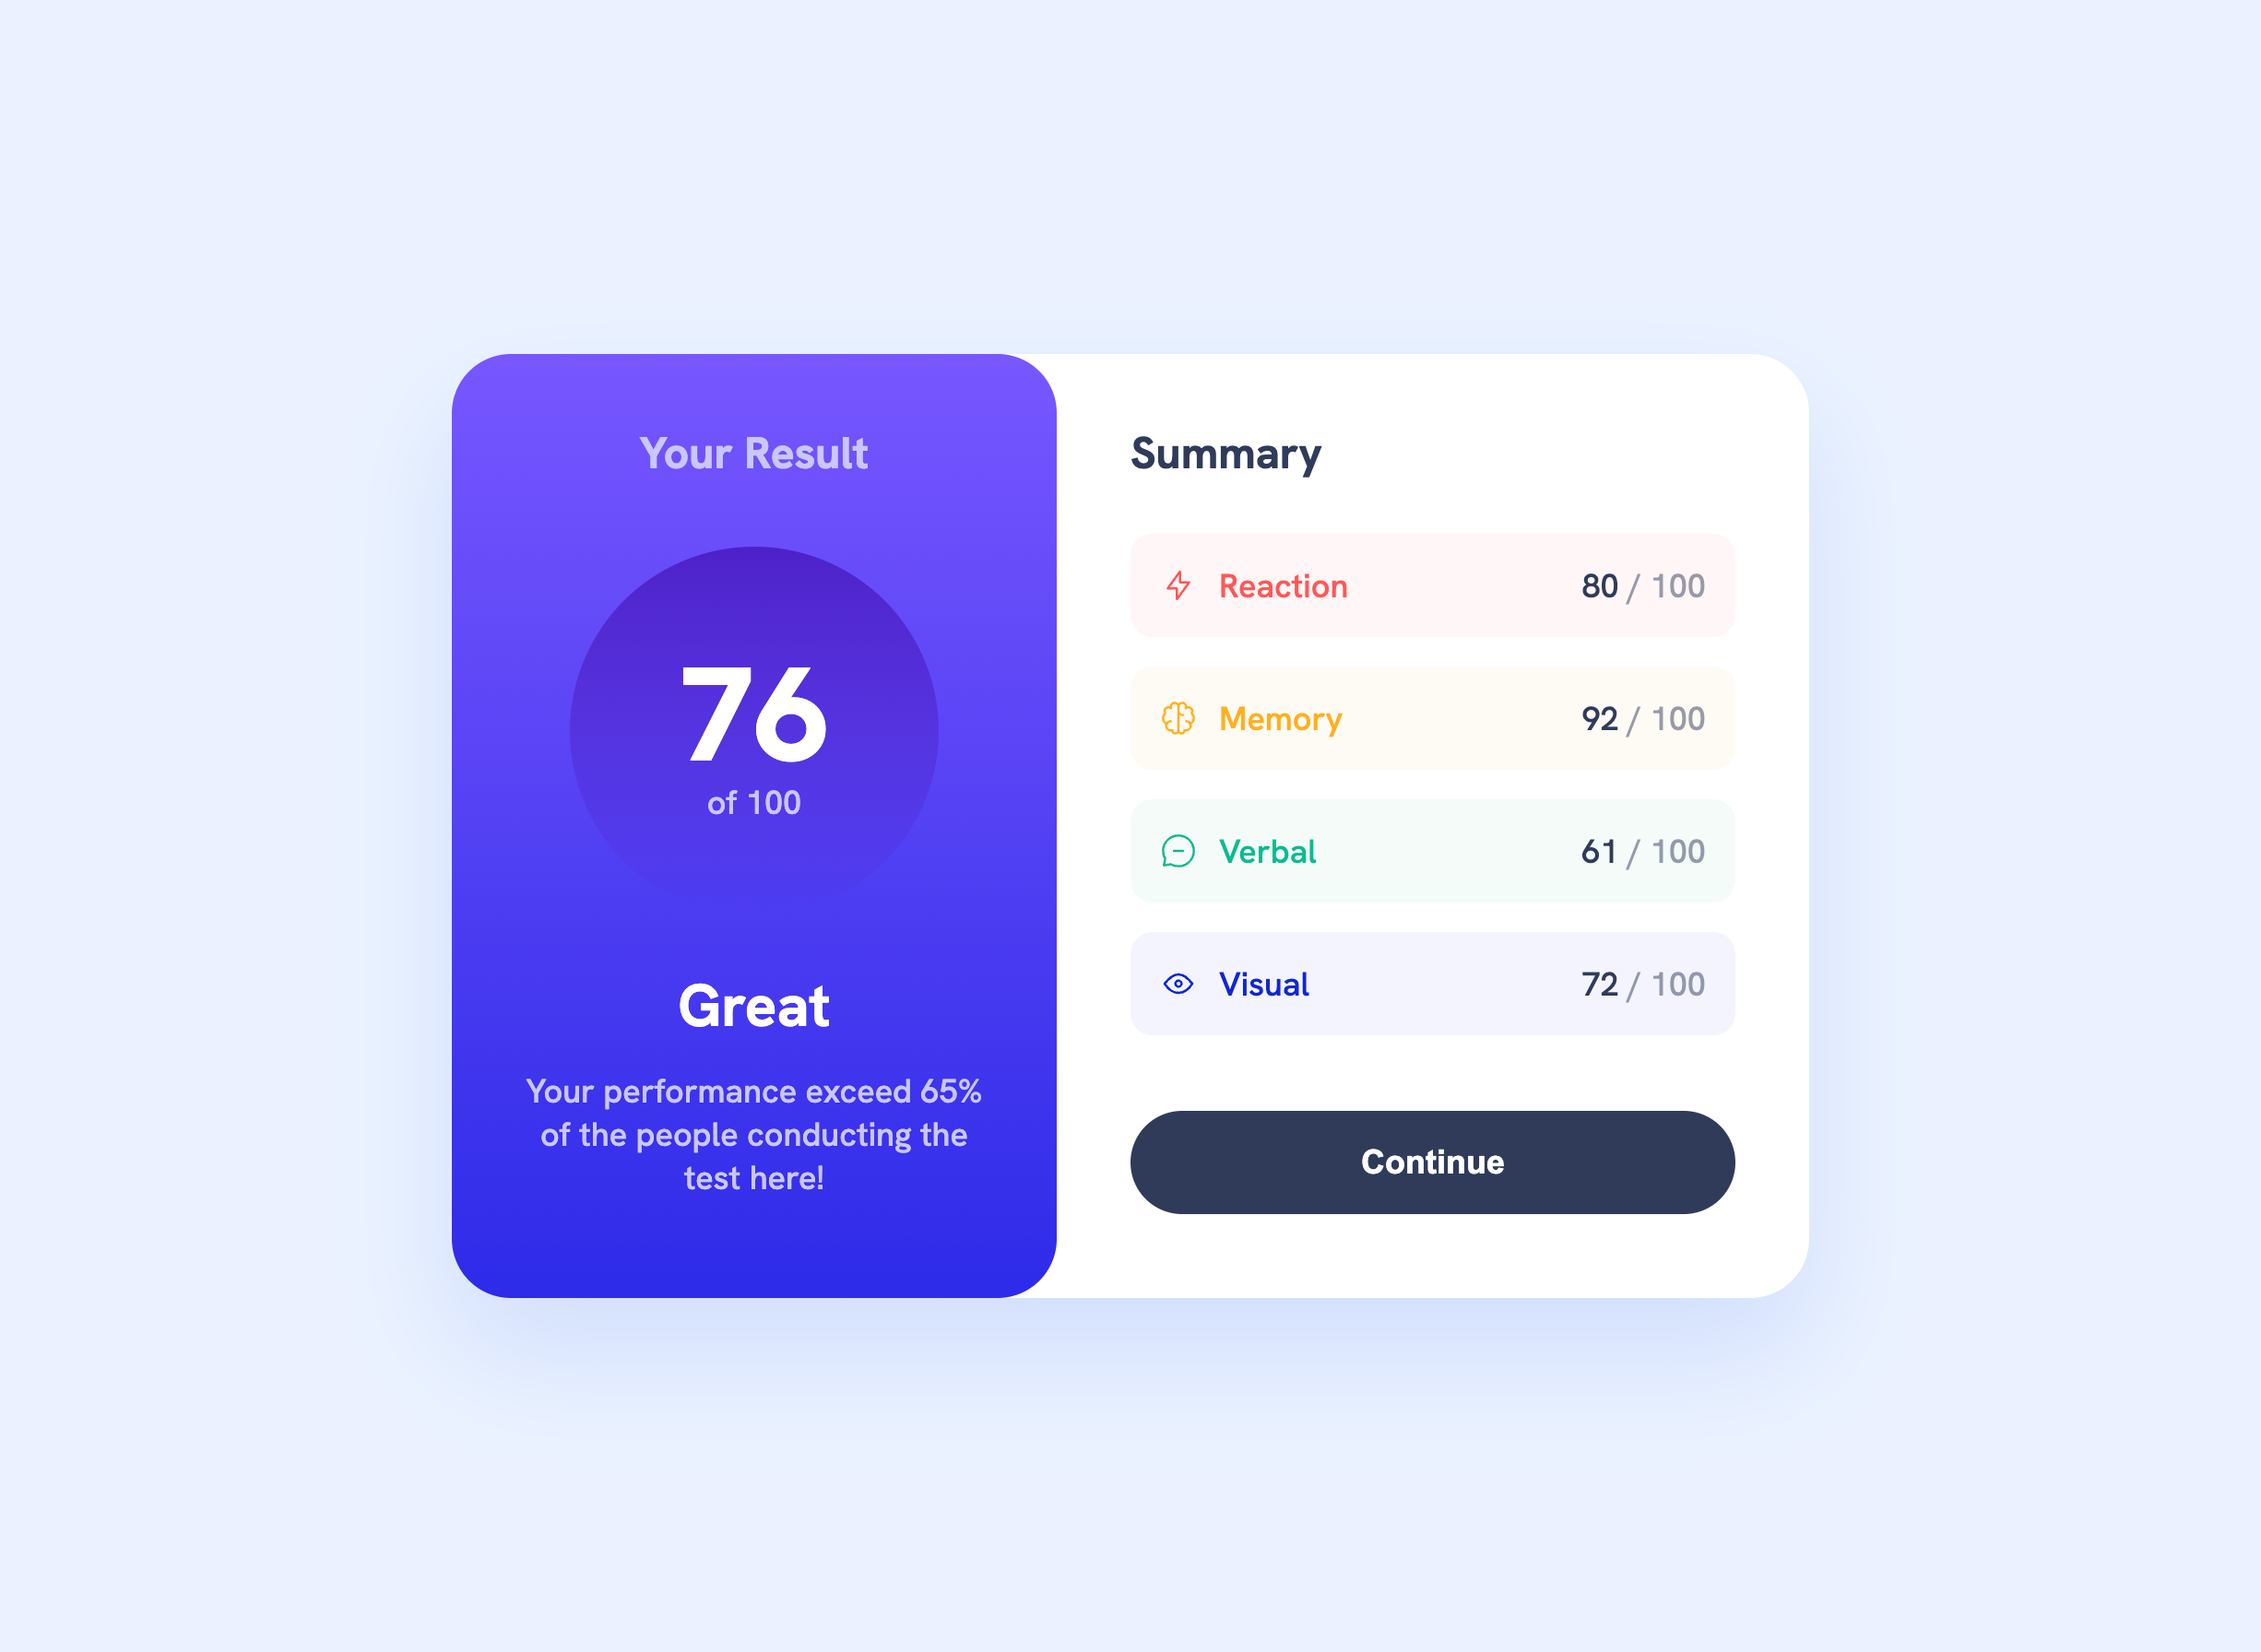 Your Result
76
of 100
Great
Your performance exceed 65%
of the people conducting the
test here!
Summary
Reaction 80 / 100
Memory 92 / 100
Verbal 61 / 100
Visual 72 / 100
Continue